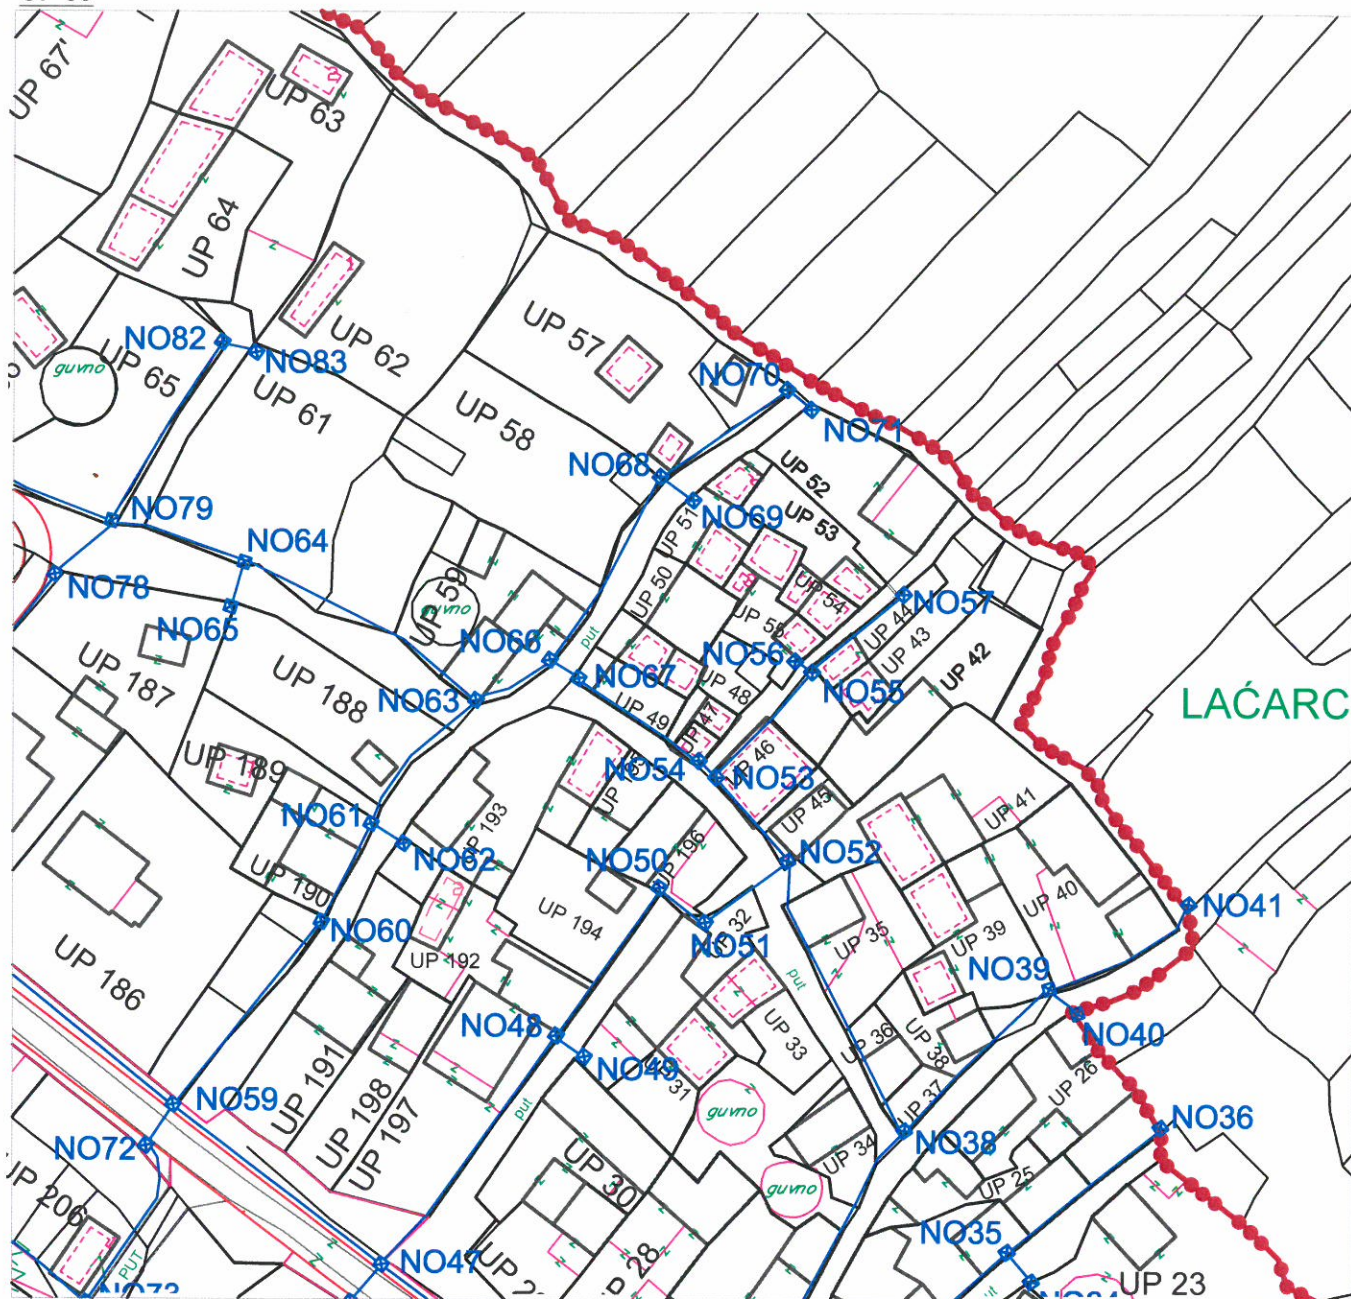 UP 67'
UP 63
UP 64
NO82
NO83
UP 65
guvno
UP 62
UP 61
UP 57
UP 58
NO70
NO71
NO68
NO69
UP 52
UP 53
UP 51
UP 50
UP 54
UP 55
NO57
UP 44
UP 43
UP 42
NO56
NO55
NO79
NO64
NO78
NO65
UP 59
guvno
NO66
put
NO67
NO63
UP 48
UP 49
UP 47
NO54
NO53
UP 46
UP 45
LAĆARC
UP 187
UP 188
UP 189
NO61
NO62
UP 193
NO50
UP 196
NO52
UP 41
UP 40
NO41
UP 190
NO60
UP 194
NO51
UP 32
UP 35
UP 39
NO39
NO40
UP 186
UP 192
put
UP 33
UP 36
UP 38
UP 37
UP 26
NO48
NO49
UP 31
guvno
UP 191
UP 198
UP 197
put
NO59
NO72
NO38
NO36
UP 34
UP 25
guvno
UP 30
UP 28
UP 206
PUT
NO47
NO35
UP 23